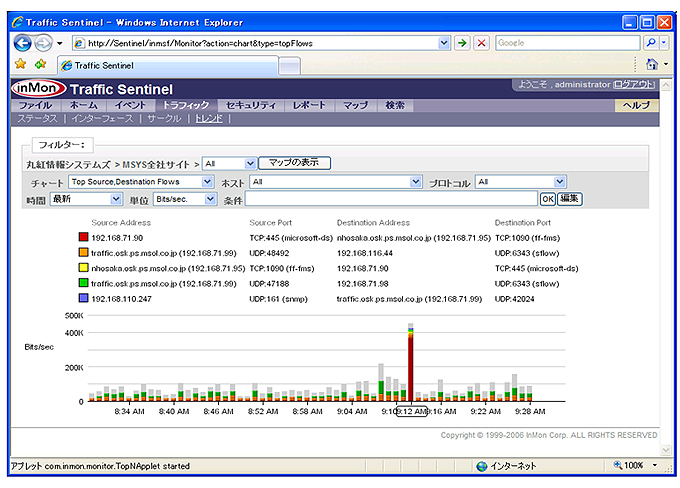 Traffic Sentinel - Windows Internet Explorer
http://Sentinel/inmsf/Monitor?action=chart&type=topFlows
Google
Traffic Sentinel
inMon Traffic Sentinel
ようこそ , administrator [ログアウト]
ファイル ホーム イベント トラフィック セキュリティ レポート マップ 検索 ヘルプ
ステータス | インターフェース | サークル | トレンド |
フィルター:
丸紅情報システムズ > MSYS全社サイト > All マップの表示
チャート Top Source,Destination Flows ホスト All プロトコル All
時間 最新 単位 Bits/sec. 条件 OK 編集
Source Address Source Port Destination Address Destination Port
192.168.71.90 TCP:445 (microsoft-ds) nhosaka.osk.ps.msol.co.jp (192.168.71.95) TCP:1090 (ff-fms)
traffic.osk.ps.msol.co.jp (192.168.71.99) UDP:48492 192.168.116.44 UDP:6343 (sflow)
nhosaka.osk.ps.msol.co.jp (192.168.71.95) TCP:1090 (ff-fms) 192.168.71.90 TCP:445 (microsoft-ds)
traffic.osk.ps.msol.co.jp (192.168.71.99) UDP:47188 192.168.71.98 UDP:6343 (sflow)
192.168.110.247 UDP:161 (snmp) traffic.osk.ps.msol.co.jp (192.168.71.99) UDP:42024
500K
400K
Bits/sec
200K
0
8:34 AM 8:40 AM 8:46 AM 8:52 AM 8:58 AM 9:04 AM 9:10 9:12 AM 9:16 AM 9:22 AM 9:28 AM
Copyright © 1999-2006 InMon Corp. ALL RIGHTS RESERVED
アプレット com.inmon.monitor.TopNApplet started インターネット 100%